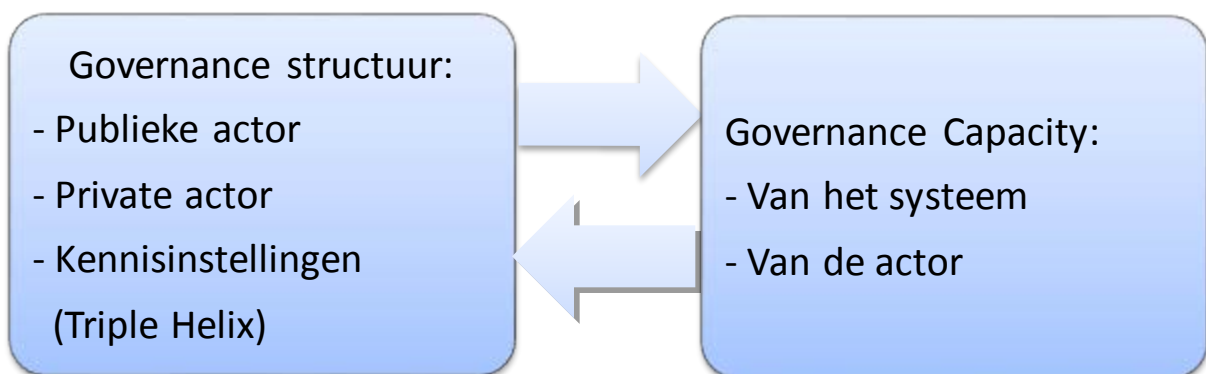 Governance structuur:
- Publieke actor
- Private actor
- Kennisinstellingen
(Triple Helix)
Governance Capacity:
- Van het systeem
- Van de actor